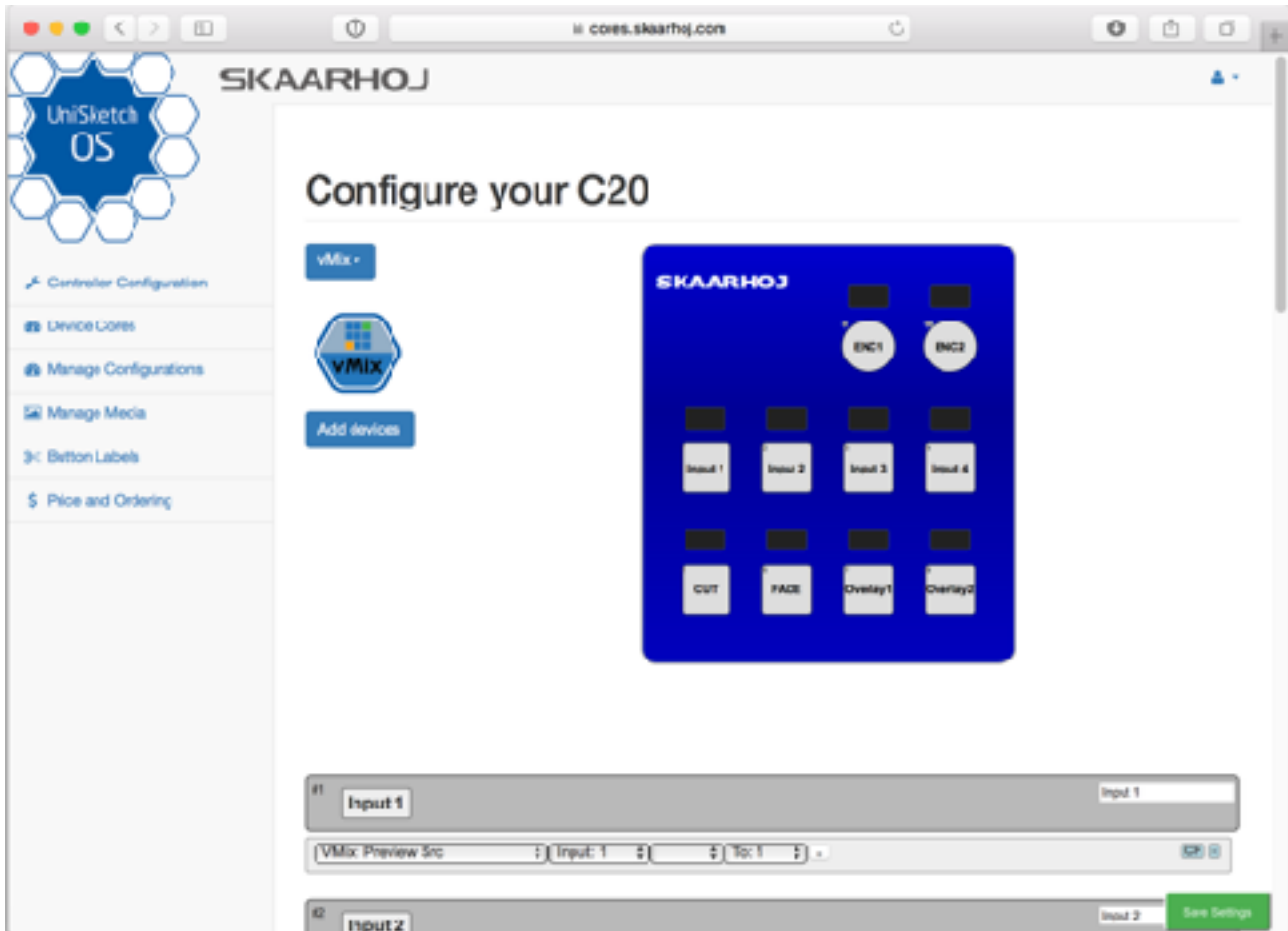 cores.skaarhoj.com
UniSketch
OS
SKAARHOJ
Configure your C20
vMix
Controller Configuration
Device Cores
Manage Configurations
Manage Media
Button Labels
$ Price and Ordering
vMix
Add devices
SKAARHOJ
ENC1 ENC2
Input 1 Input 2 Input 3 Input 4
CUT FADE Overlay1 Overlay2
#1 Input 1 Input 1
VMix: Preview Src Input: 1 To: 1
#2 Input 2 Input 2
Save Settings